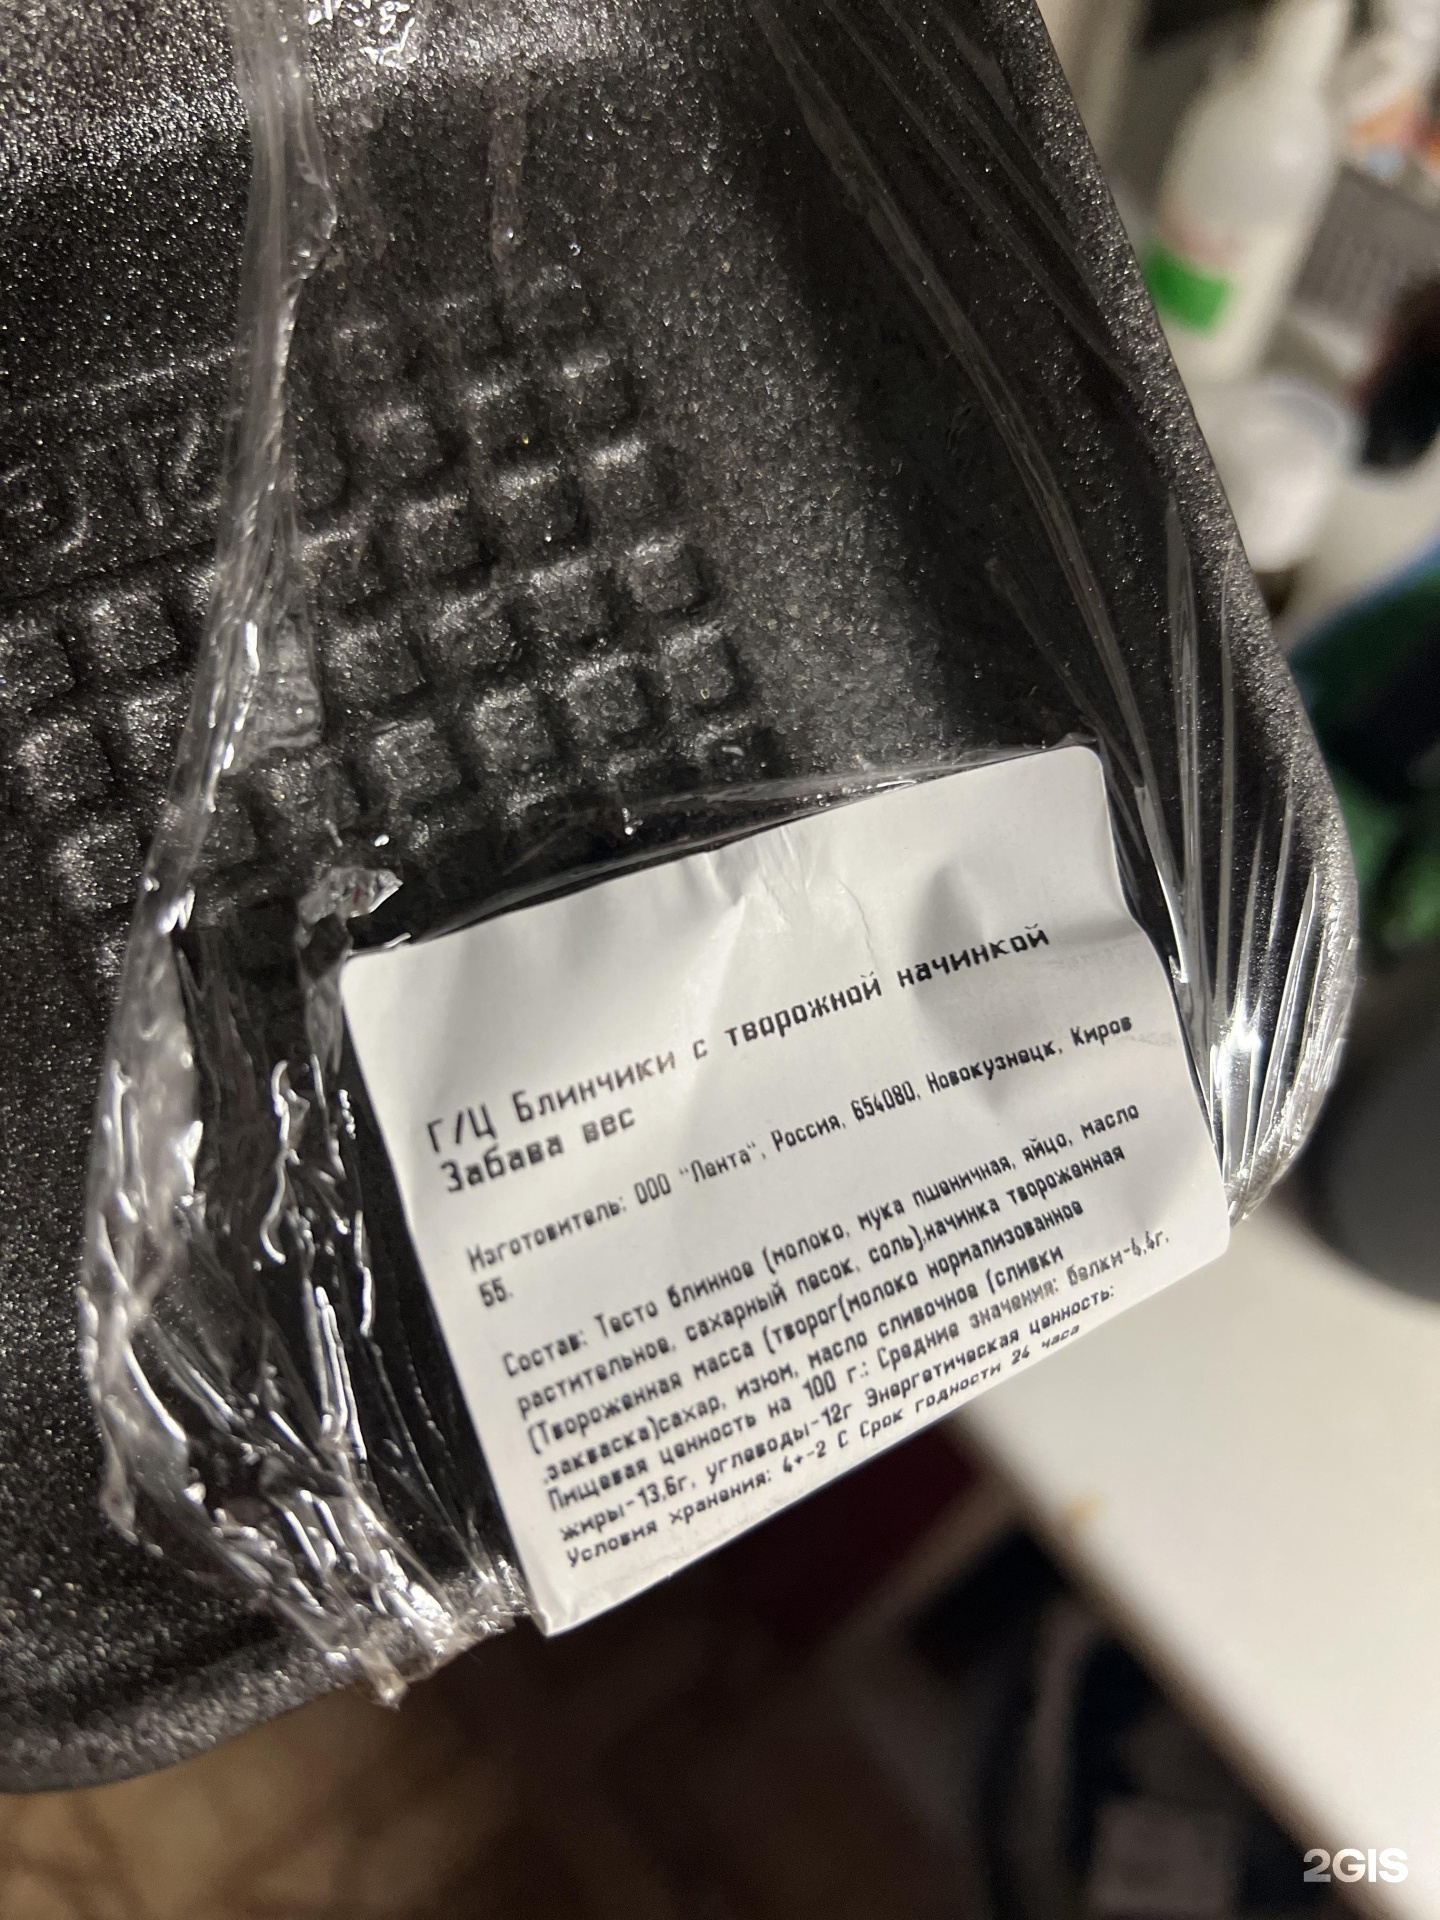 Г/Ц Блинчики с творожной начинкой
Забава вес
Изготовитель: ООО "Лента", Россия, 654080, Новокузнецк, Киров
55.
Состав: Тесто блинное (молоко, мука пшеничная, яйцо, масло
растительное, сахарный песок, соль),начинка твороженная
(Твороженная масса (творог(молоко нормализованное
,закваска)сахар, изюм, масло сливочное (сливки
Пищевая ценность на 100 г.: Средние значения: белки-4,4г,
жиры-13,6г, углеводы-12г Энергетическая ценность:
Условия хранения: 4+-2 С Срок годности 24 часа
2GIS